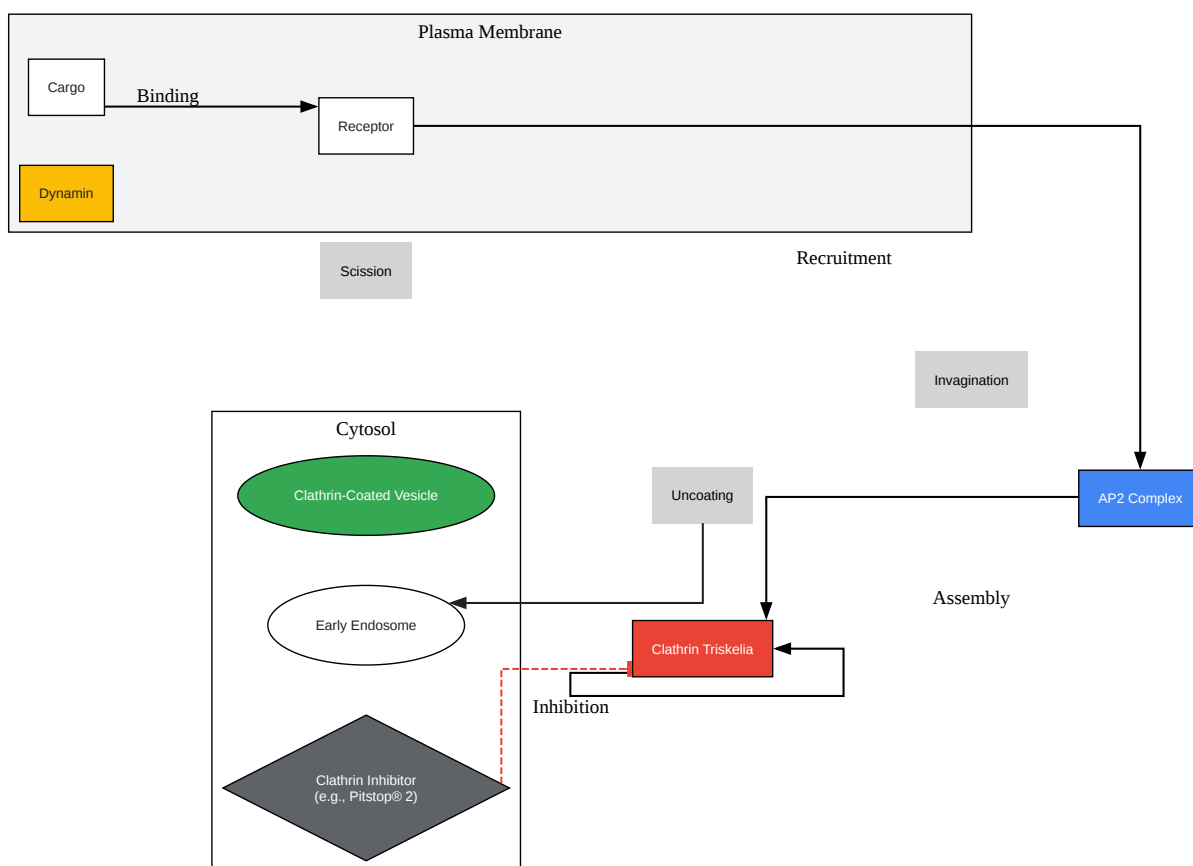 Plasma Membrane
Cargo
Binding
Receptor
Dynamin
Recruitment
Scission
Invagination
Cytosol
Clathrin-Coated Vesicle
Uncoating
AP2 Complex
Assembly
Early Endosome
Clathrin Triskelia
Inhibition
Clathrin Inhibitor
(e.g., Pitstop® 2)